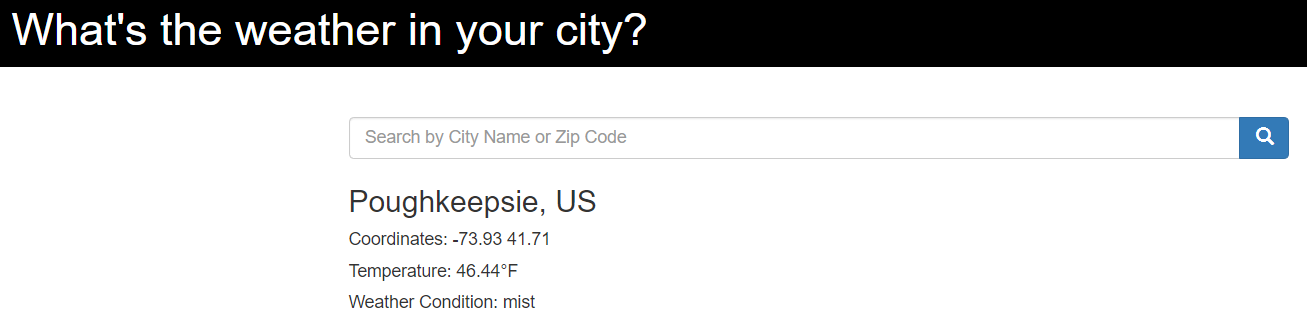 What's the weather in your city?
Search by City Name or Zip Code
Poughkeepsie, US
Coordinates: -73.93 41.71
Temperature: 46.44°F
Weather Condition: mist